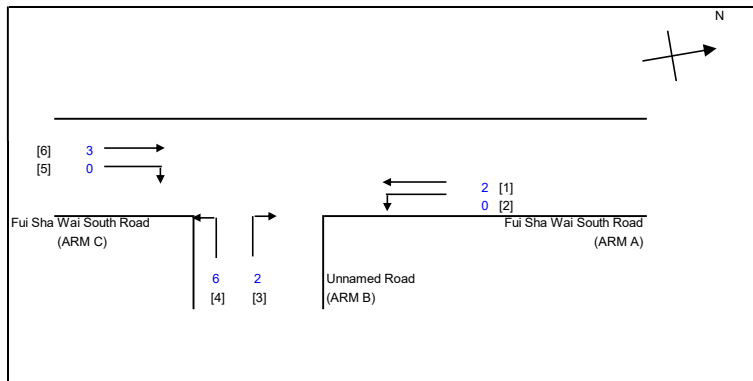 N
[6] 3
[5] 0
2 [1]
0 [2]
Fui Sha Wai South Road
(ARM C)
Fui Sha Wai South Road
(ARM A)
6 2
[4] [3]
Unnamed Road
(ARM B)